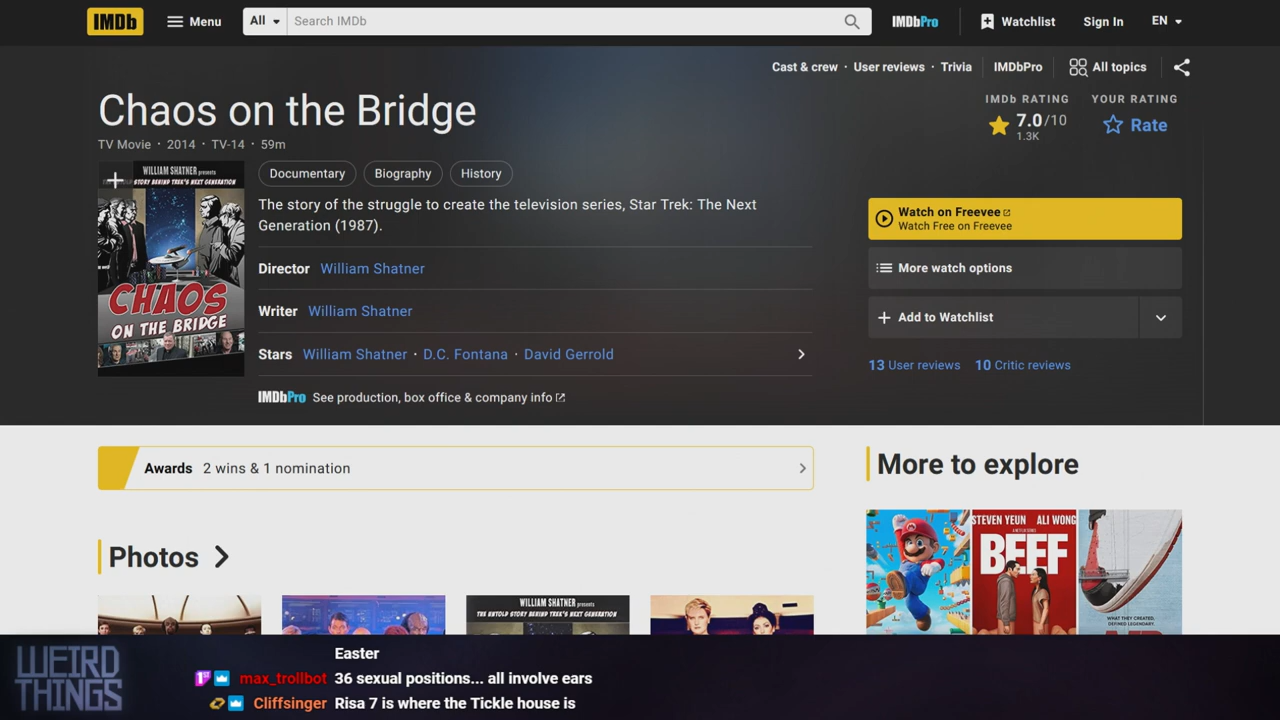 IMDb
Menu
All
Search IMDb
IMDbPro
Watchlist
Sign In
EN
Cast & crew · User reviews · Trivia
IMDbPro
All topics
Chaos on the Bridge
TV Movie · 2014 · TV-14 · 59m
IMDb RATING
7.0/10
1.3K
YOUR RATING
Rate
WILLIAM SHATNER presents
STORY BEHIND TREK'S NEXT GENERATION
CHAOS
ON THE BRIDGE
Documentary
Biography
History
The story of the struggle to create the television series, Star Trek: The Next
Generation (1987).
Director William Shatner
Writer William Shatner
Stars William Shatner · D.C. Fontana · David Gerrold
IMDbPro See production, box office & company info
Watch on Freevee
Watch Free on Freevee
More watch options
Add to Watchlist
13 User reviews 10 Critic reviews
Awards 2 wins & 1 nomination
More to explore
Photos
WILLIAM SHATNER presents
THE UNTOLD STORY BEHIND TREK'S NEXT GENERATION
STEVEN YEUN ALI WONG
BEEF
WHAT THEY CREATED,
DEFINED LEGENDARY.
WEIRD
THINGS
Easter
max_trollbot 36 sexual positions... all involve ears
Cliffsinger Risa 7 is where the Tickle house is